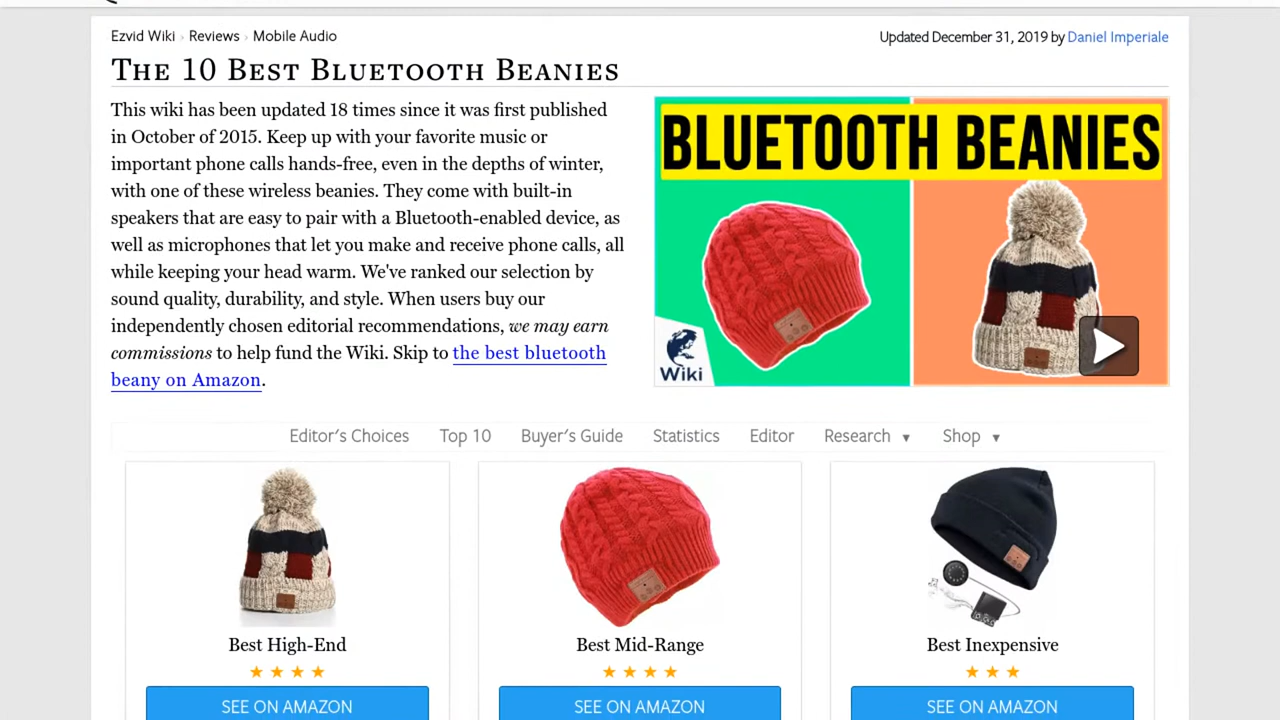 Ezvid Wiki › Reviews › Mobile Audio
Updated December 31, 2019 by Daniel Imperiale
The 10 Best Bluetooth Beanies
This wiki has been updated 18 times since it was first published
in October of 2015. Keep up with your favorite music or
important phone calls hands-free, even in the depths of winter,
with one of these wireless beanies. They come with built-in
speakers that are easy to pair with a Bluetooth-enabled device, as
well as microphones that let you make and receive phone calls, all
while keeping your head warm. We've ranked our selection by
sound quality, durability, and style. When users buy our
independently chosen editorial recommendations, we may earn
commissions to help fund the Wiki. Skip to the best bluetooth
beany on Amazon.
BLUETOOTH BEANIES
Wiki
Editor's Choices Top 10 Buyer's Guide Statistics Editor Research ▼ Shop ▼
Best High-End
★ ★ ★ ★
SEE ON AMAZON
Best Mid-Range
★ ★ ★ ★
SEE ON AMAZON
Best Inexpensive
★ ★ ★
SEE ON AMAZON